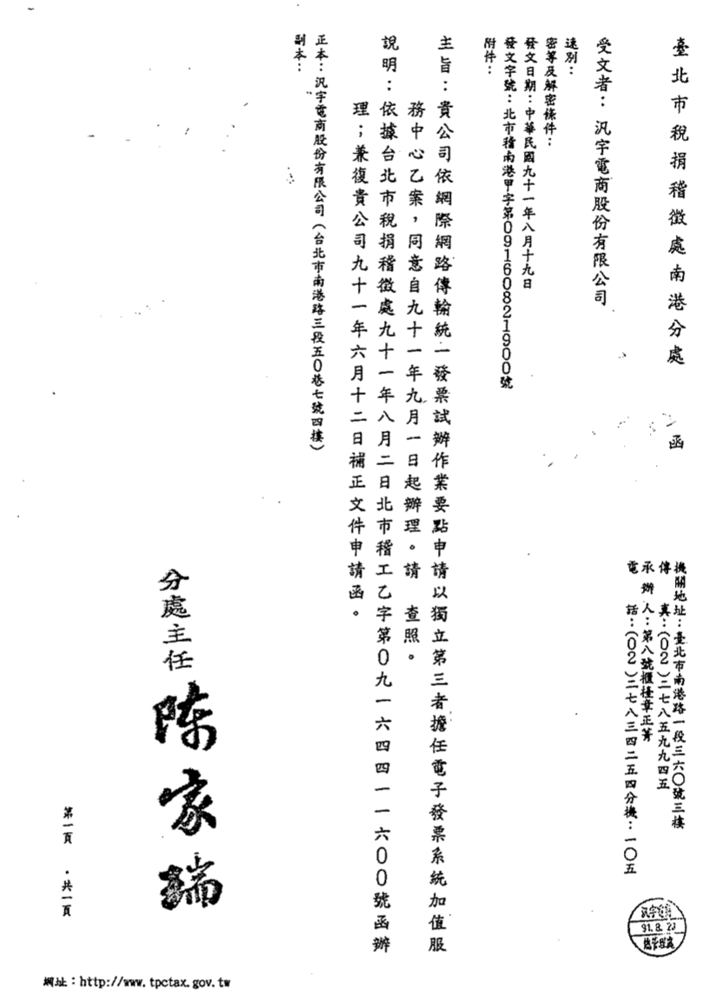 臺北市稅捐稽徵處南港分處 函
機關地址：臺北市南港路一段三六〇號三樓
傳真：(02)二七八五九九四五
承辦人：第八號櫃檯章正菁
電話：(02)二七八三四二五四分機：一〇五
受文者：汎宇電商股份有限公司
速別：
密等及解密條件：
發文日期：中華民國九十一年八月十九日
發文字號：北市稽南港甲字第09160821900號
附件：
主旨：貴公司依網際網路傳輸統一發票試辦作業要點申請以獨立第三者擔任電子發票系統加值服
務中心乙案，同意自九十一年九月一日起辦理。請 查照。
說明：依據台北市稅捐稽徵處九十一年八月二日北市稽工乙字第0九一六四四一一六00號函辦
理；兼復貴公司九十一年六月十二日補正文件申請函。
正本：汎宇電商股份有限公司（台北市南港路三段五0巷七號四樓）
副本：
分處主任 陳家瑞
第一頁 共一頁
汎宇電商
91.8.20
總管理處
網址：http://www.tpctax.gov.tw